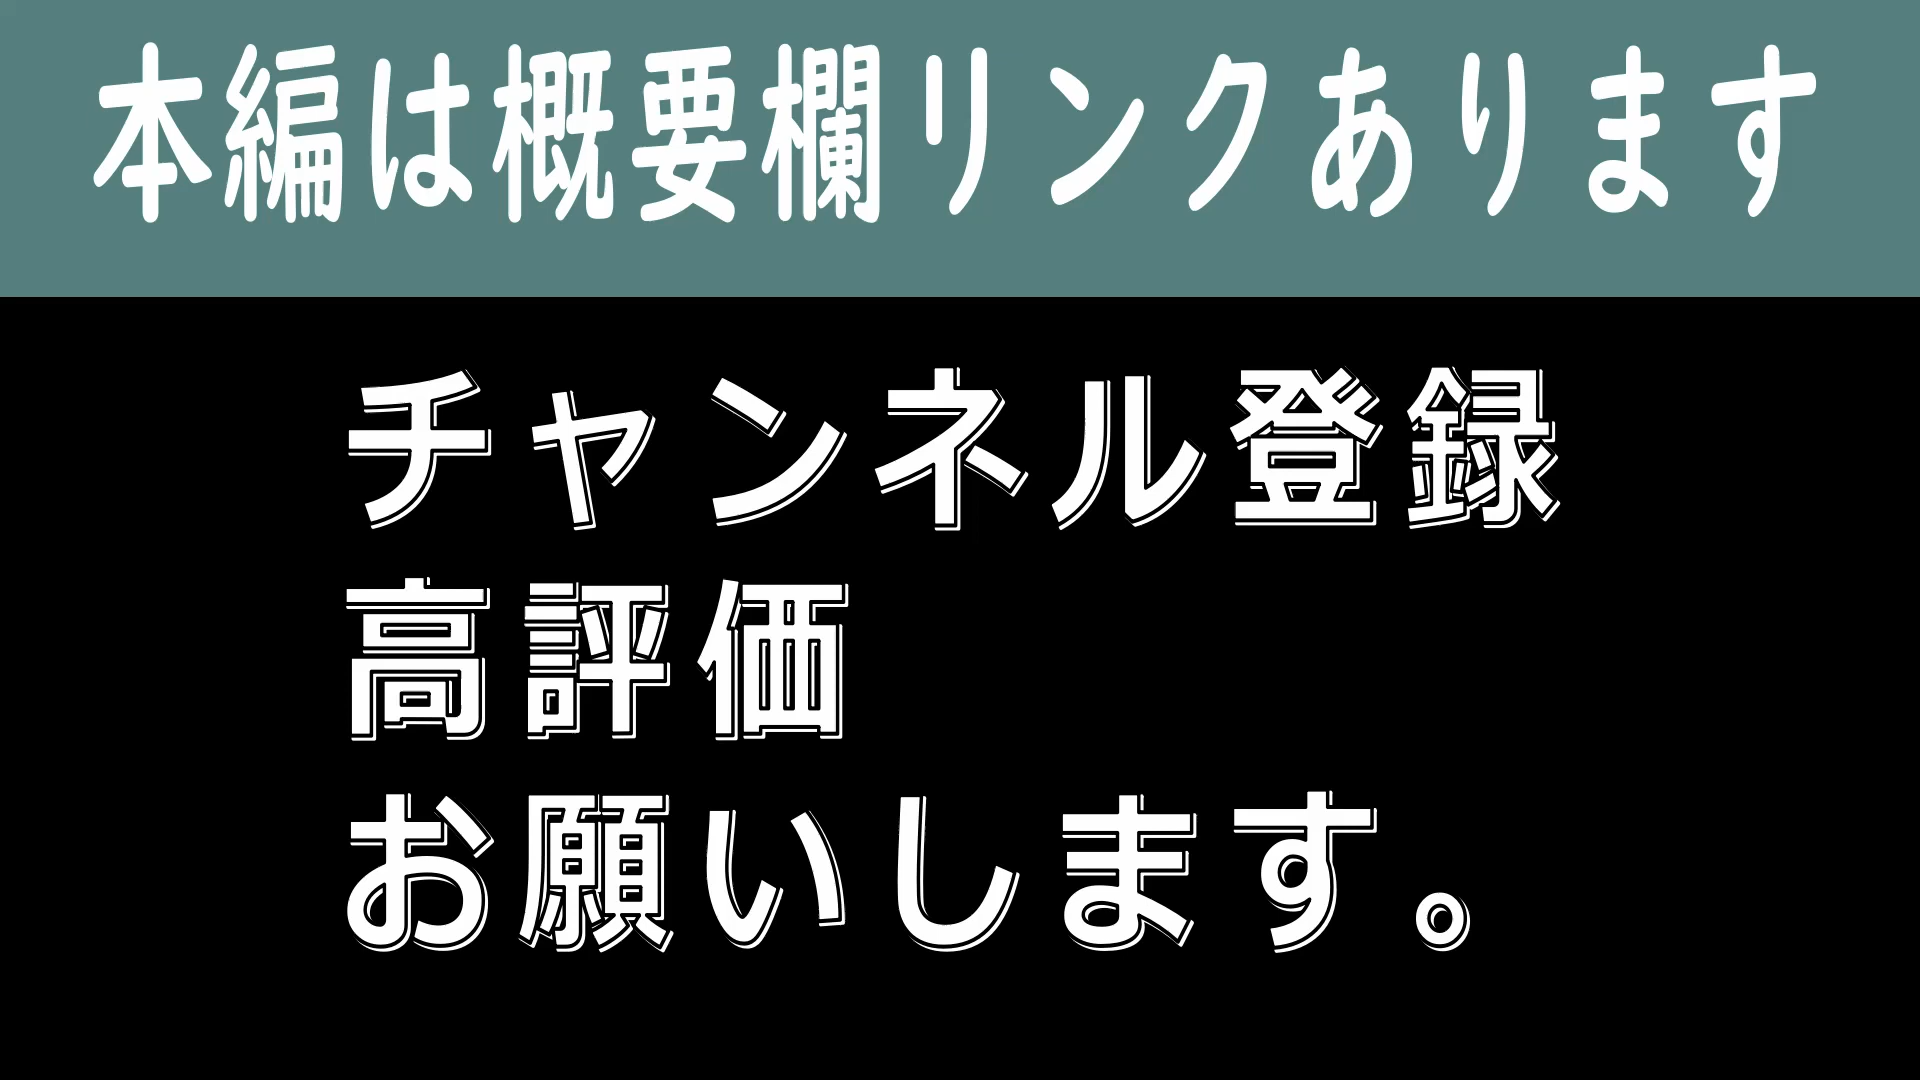 本編は概要欄リンクあります
チャンネル登録
高評価
お願いします。